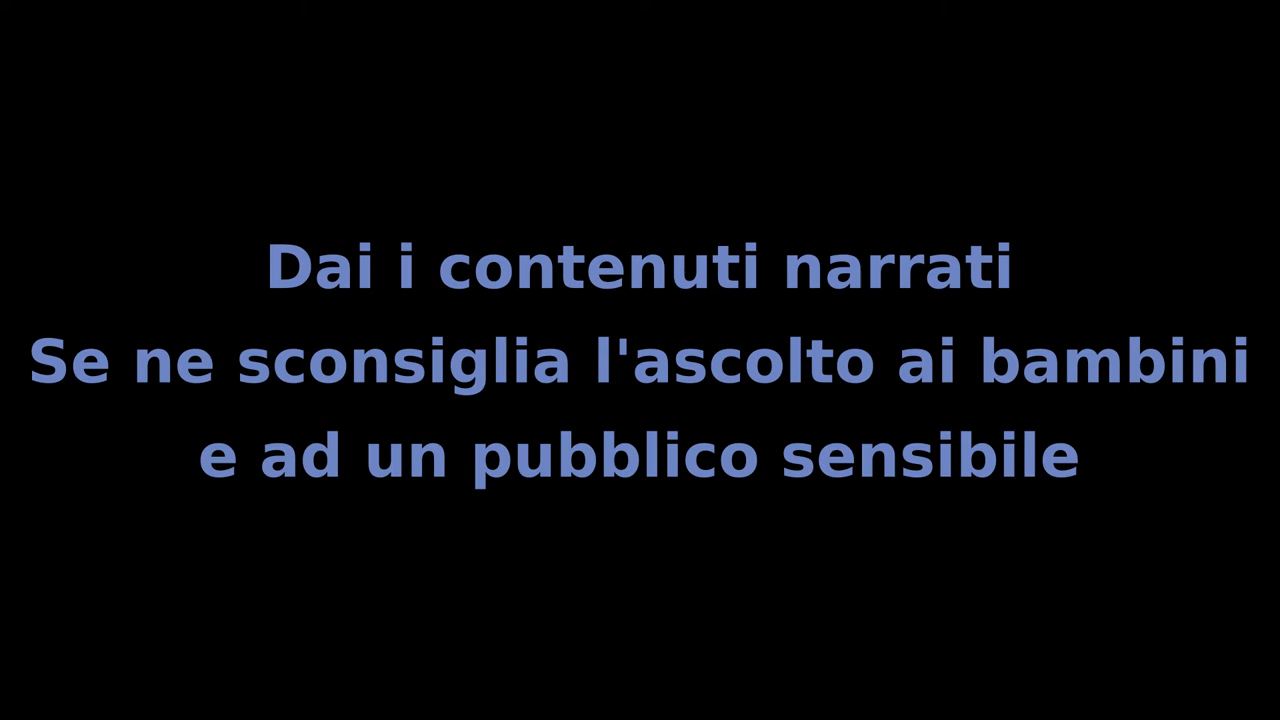 Dai i contenuti narrati
Se ne sconsiglia l'ascolto ai bambini
e ad un pubblico sensibile